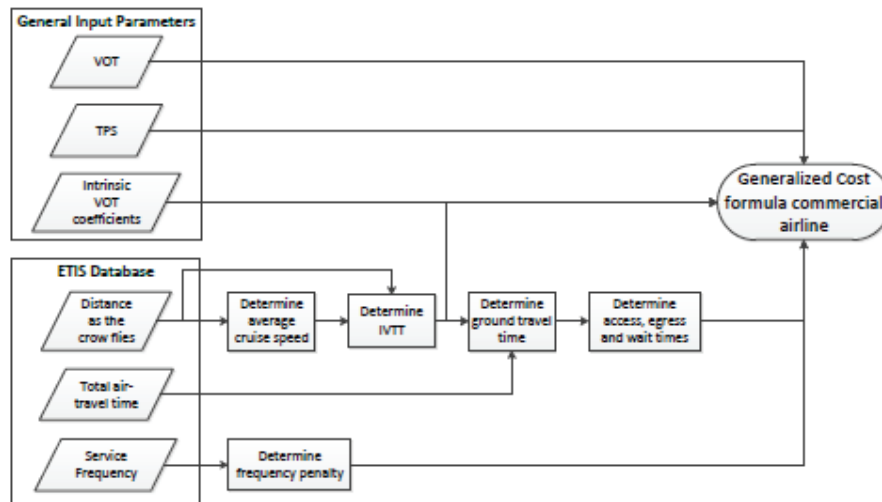 General Input Parameters
VOT
TPS
Intrinsic
VOT
coefficients
Generalized Cost
formula commercial
airline
ETIS Database
Distance
as the
crow flies
Determine
average
cruise speed
Determine
IVTT
Determine
ground travel
time
Determine
access, egress
and wait times
Total air-
travel time
Service
Frequency
Determine
frequency penalty